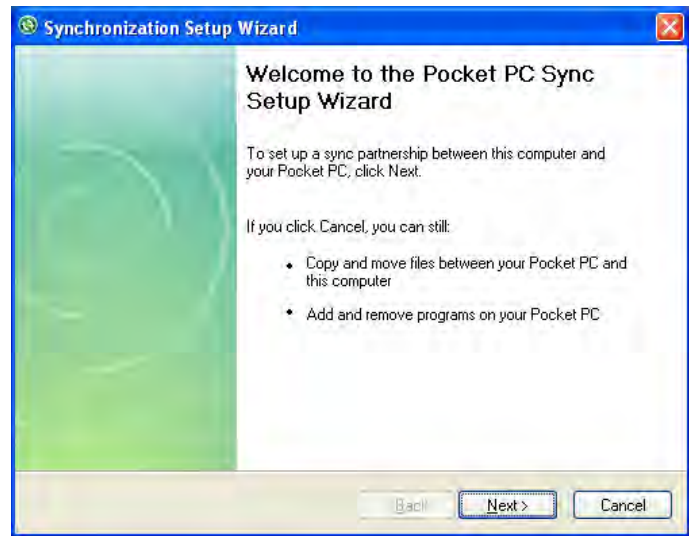 Synchronization Setup Wizard
Welcome to the Pocket PC Sync
Setup Wizard
To set up a sync partnership between this computer and
your Pocket PC, click Next.
If you click Cancel, you can still:
• Copy and move files between your Pocket PC and
this computer
• Add and remove programs on your Pocket PC
Back
Next >
Cancel